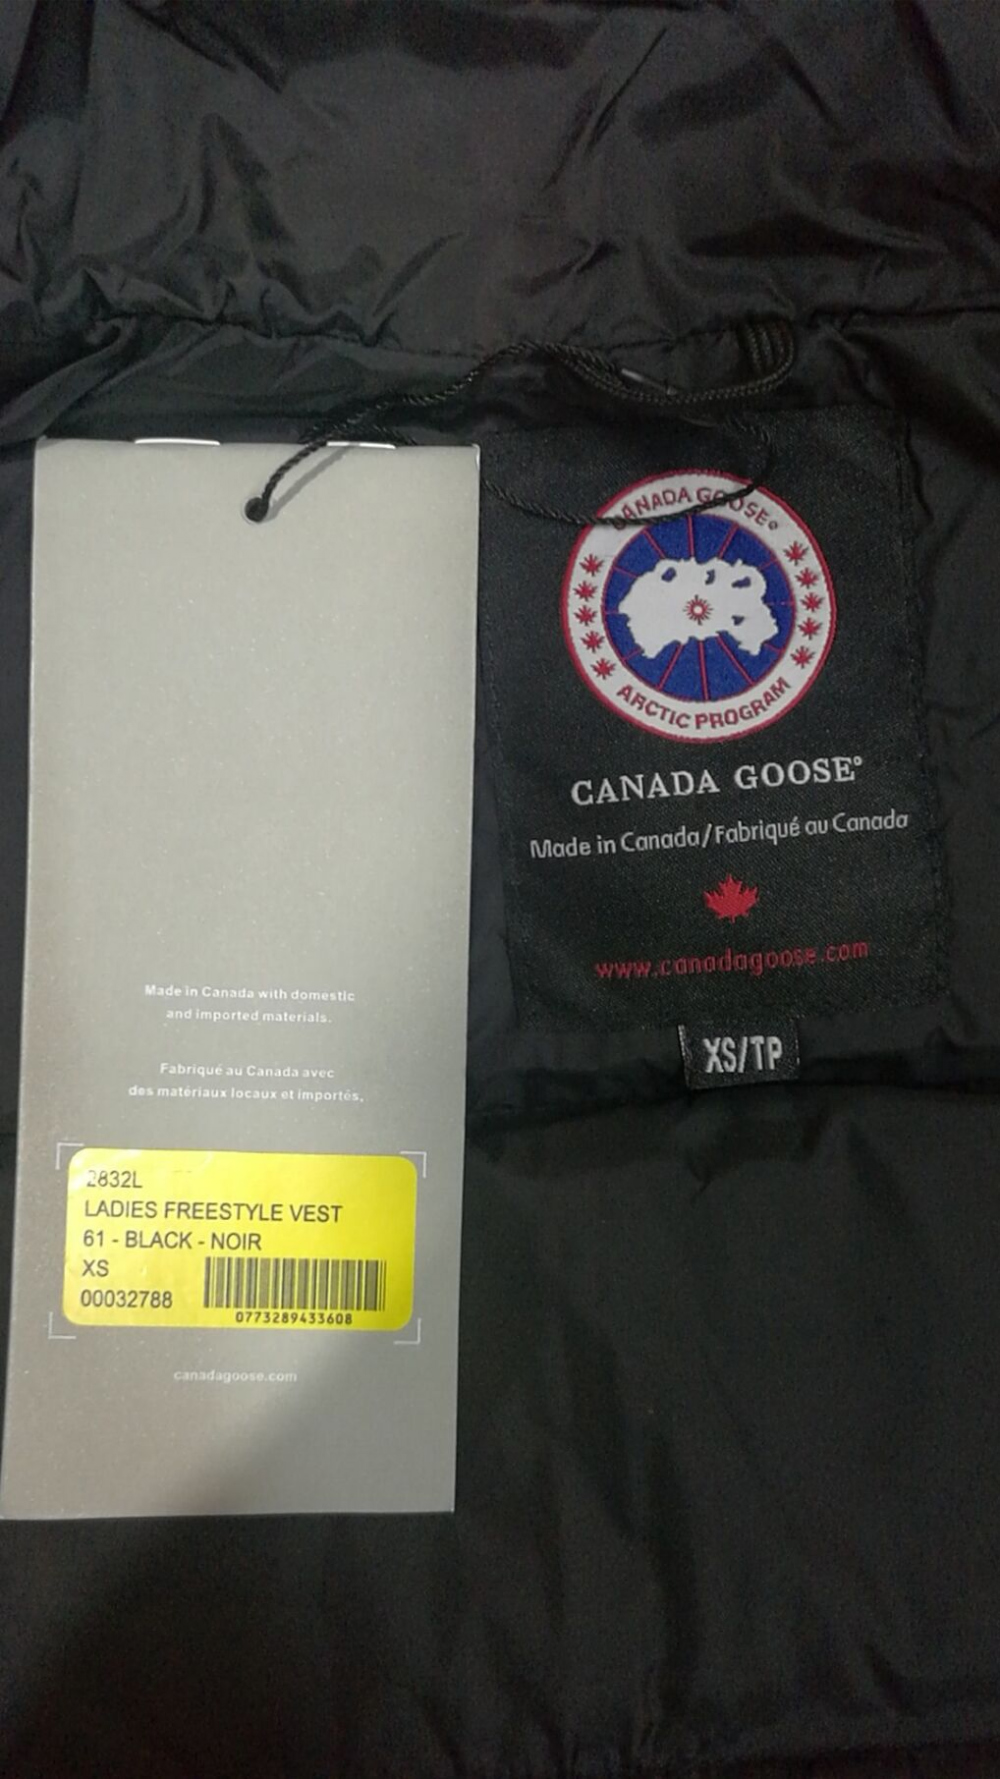 Made in Canada with domestic
and imported materials.
Fabriqué au Canada avec
des matériaux locaux et importés.
2832L
LADIES FREESTYLE VEST
61 - BLACK - NOIR
XS
00032788
0773289433608
canadagoose.com
CANADA GOOSE
ARCTIC PROGRAM
CANADA GOOSE®
Made in Canada/Fabriqué au Canada
www.canadagoose.com
XS/TP